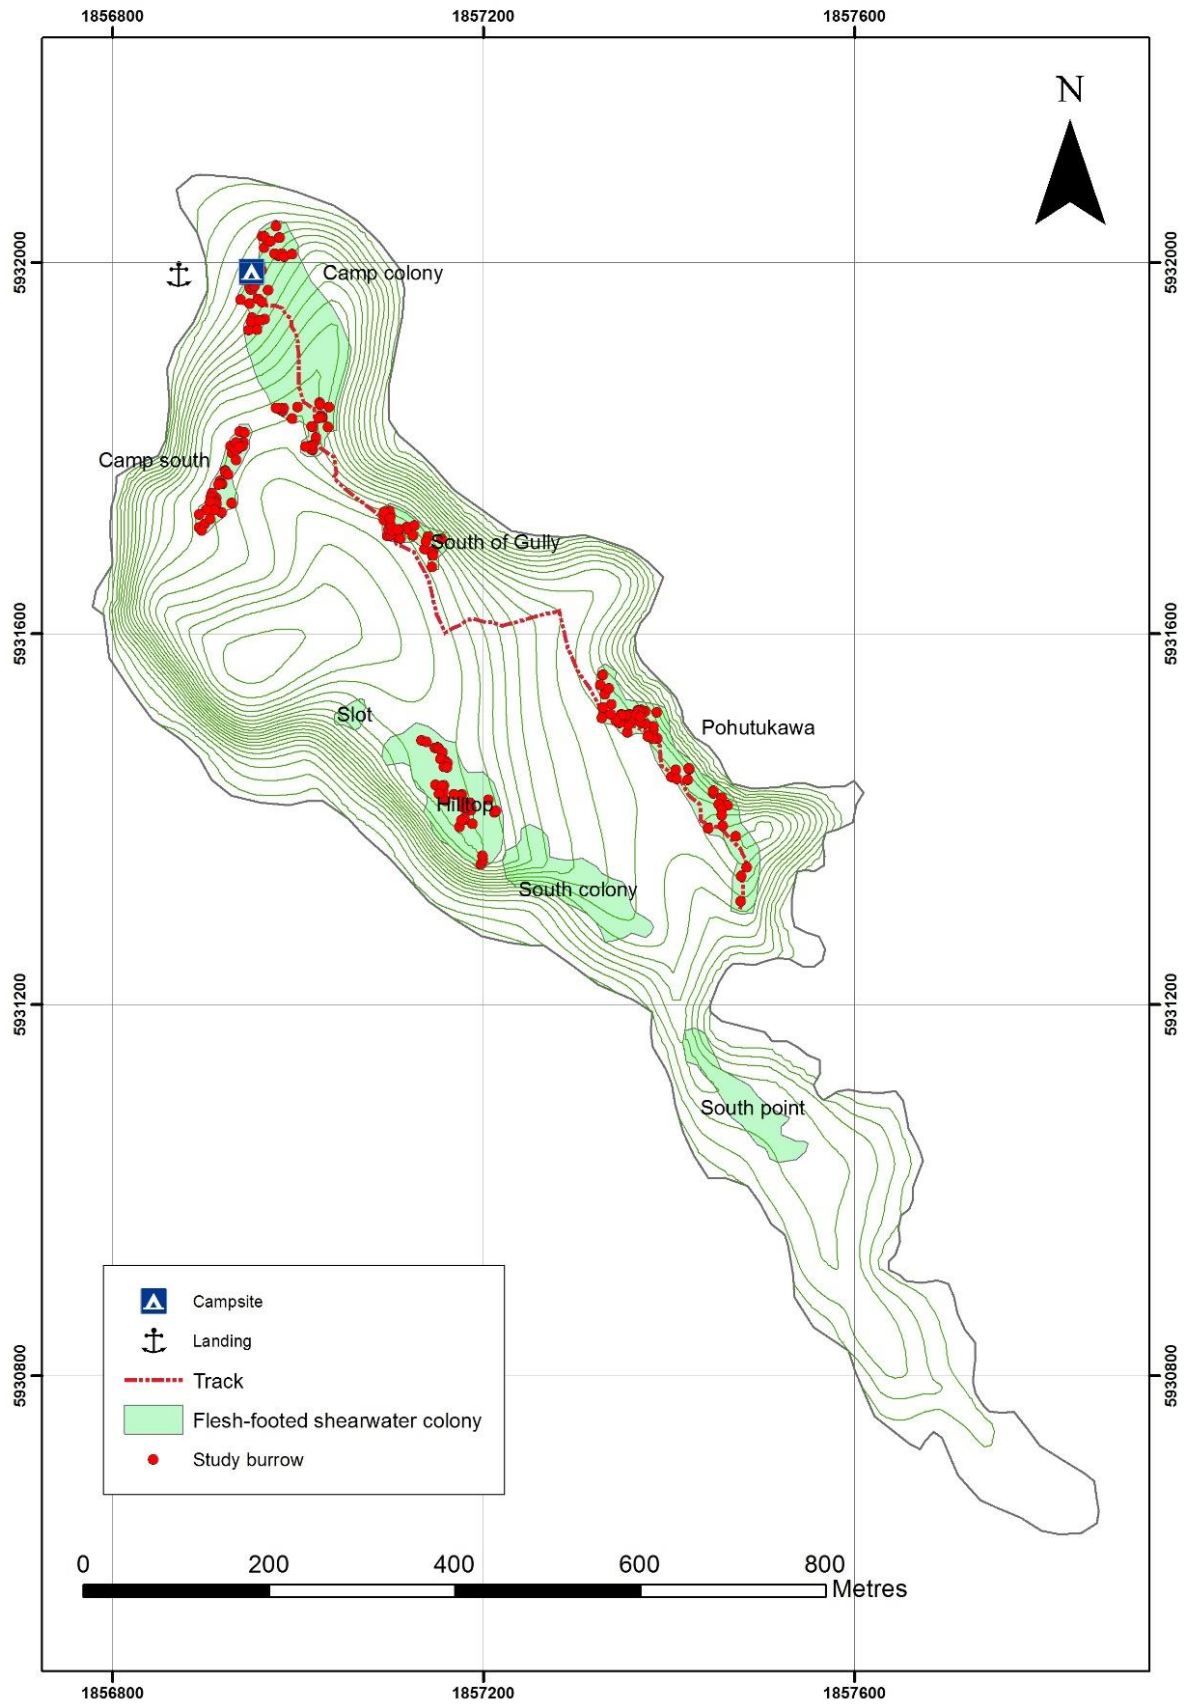 1856800 1857200 1857600
N
5932000 5932000
Camp colony
Camp south
South of Gully
5931600 5931600
Slot
Pohutukawa
Hilltop
South colony
5931200 5931200
South point
Campsite
Landing
Track
Flesh-footed shearwater colony
Study burrow
5930800 5930800
0 200 400 600 800
Metres
1856800 1857200 1857600